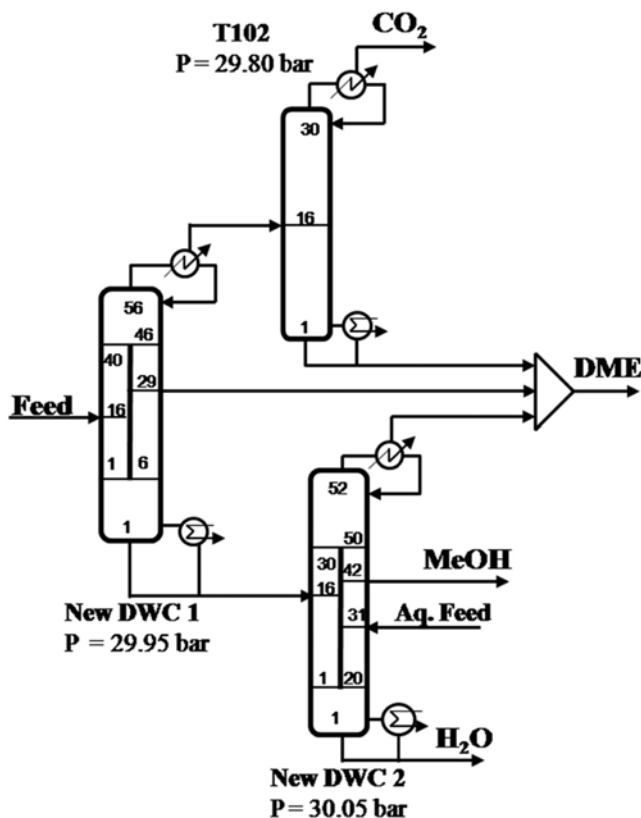 CO₂
T102
P = 29.80 bar
30
16
1
56
46
40
29
DME
Feed
16
1
6
1
52
50
30
42
MeOH
16
31
Aq. Feed
New DWC 1
P = 29.95 bar
1
20
1
H₂O
New DWC 2
P = 30.05 bar